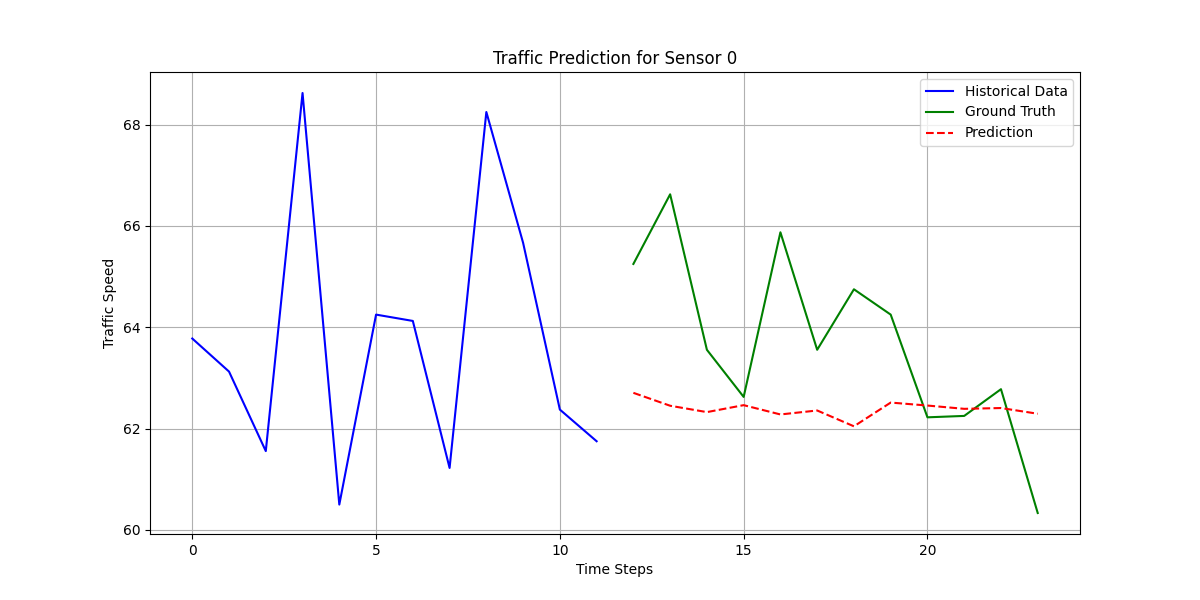 Traffic Prediction for Sensor 0
Historical Data
Ground Truth
Prediction
Traffic Speed
68
66
64
62
60
0 5 10 15 20
Time Steps